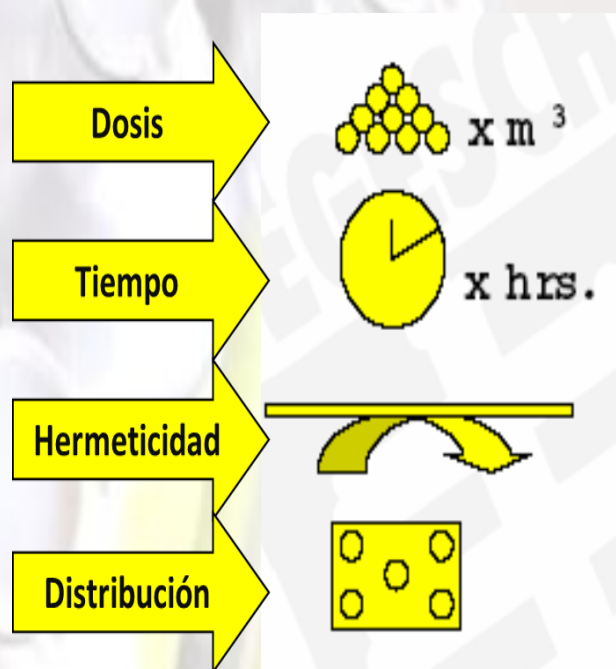 Dosis
x m ³
Tiempo
x hrs.
Hermeticidad
Distribución